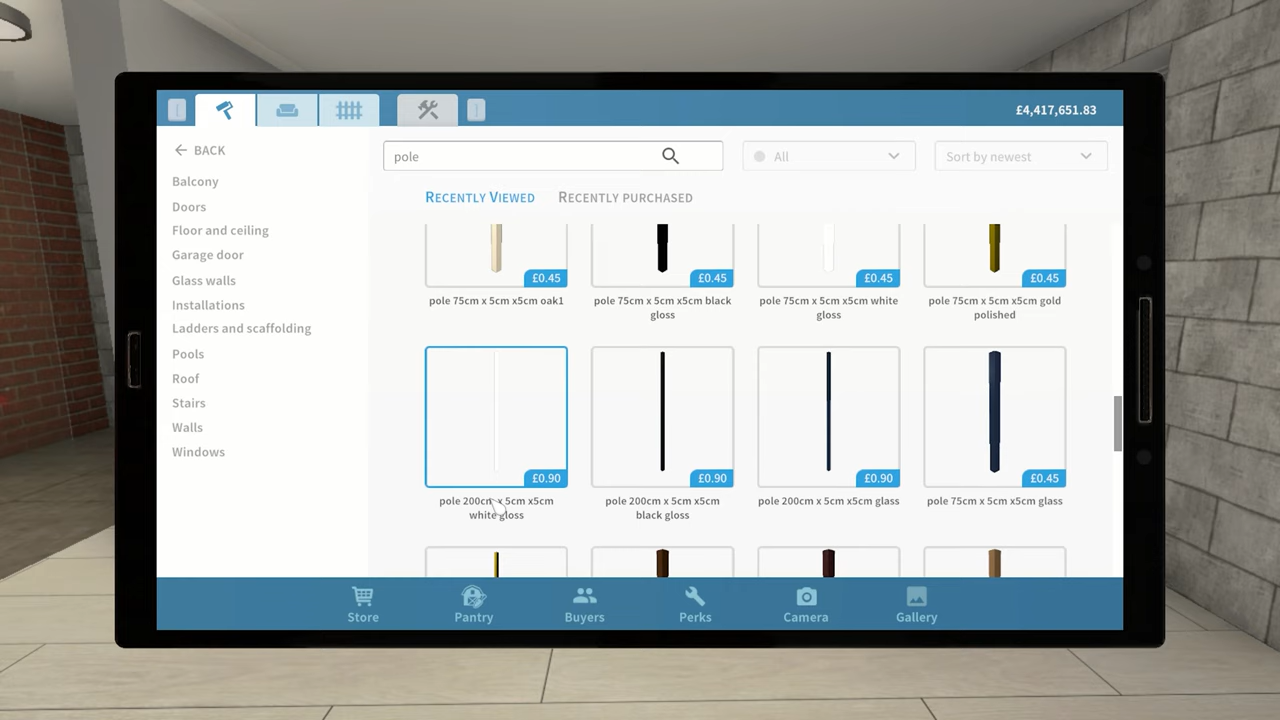 £4,417,651.83
BACK
pole
All
Sort by newest
RECENTLY VIEWED
RECENTLY PURCHASED
Balcony
Doors
Floor and ceiling
Garage door
Glass walls
Installations
Ladders and scaffolding
Pools
Roof
Stairs
Walls
Windows
£0.45
£0.45
£0.45
£0.45
pole 75cm x 5cm x5cm oak1
pole 75cm x 5cm x5cm black
gloss
pole 75cm x 5cm x5cm white
gloss
pole 75cm x 5cm x5cm gold
polished
£0.90
£0.90
£0.90
£0.45
pole 200cm x 5cm x5cm
white gloss
pole 200cm x 5cm x5cm
black gloss
pole 200cm x 5cm x5cm glass
pole 75cm x 5cm x5cm glass
Store
Pantry
Buyers
Perks
Camera
Gallery